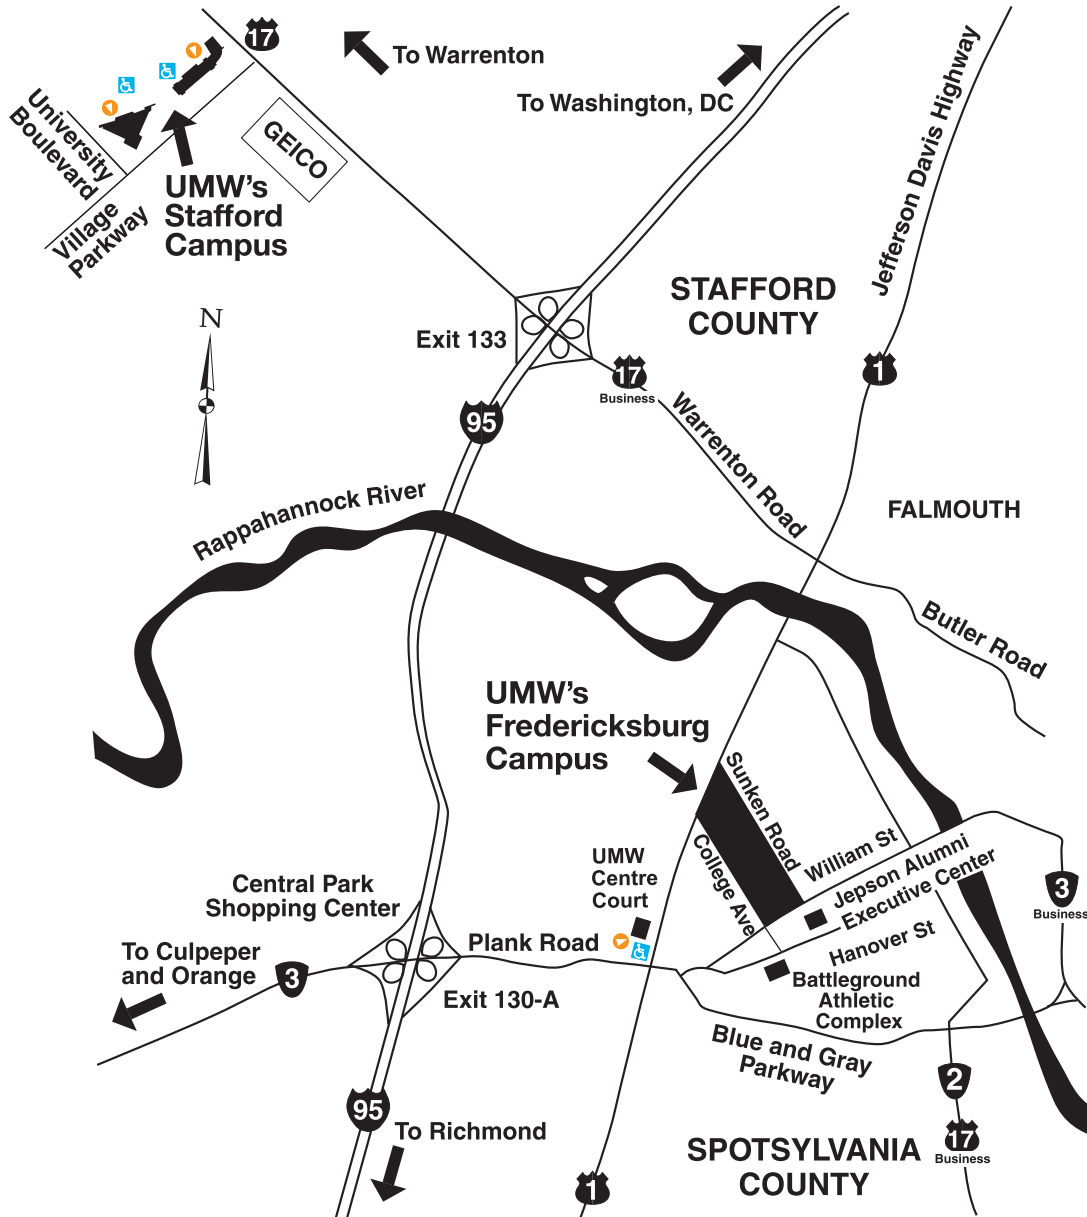 17
To Warrenton
To Washington, DC
Jefferson Davis Highway
University
Boulevard
GEICO
UMW's
Stafford
Campus
Village
Parkway
STAFFORD
COUNTY
N
Exit 133
1
17
Business
95
Warrenton Road
Rappahannock River
FALMOUTH
Butler Road
UMW's
Fredericksburg
Campus
Sunken Road
College Ave
William St
Jepson Alumni
Executive Center
UMW
Centre
Court
Central Park
Shopping Center
3
Business
Plank Road
Hanover St
To Culpeper
and Orange
3
Exit 130-A
Battleground
Athletic
Complex
Blue and Gray
Parkway
2
95
To Richmond
17
Business
SPOTSYLVANIA
COUNTY
1